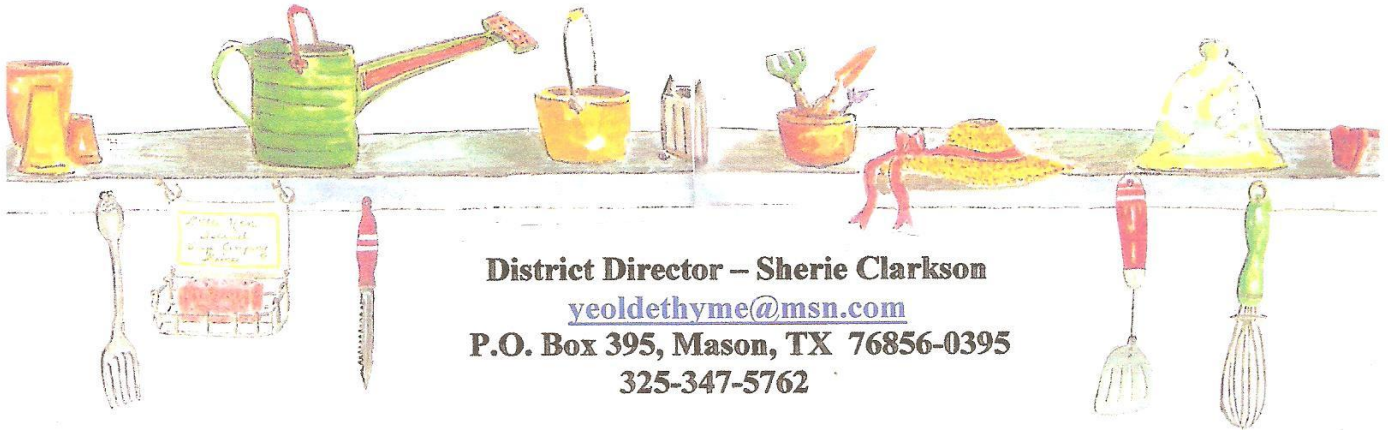 District Director – Sherie Clarkson
yeoldethyme@msn.com
P.O. Box 395, Mason, TX 76856-0395
325-347-5762